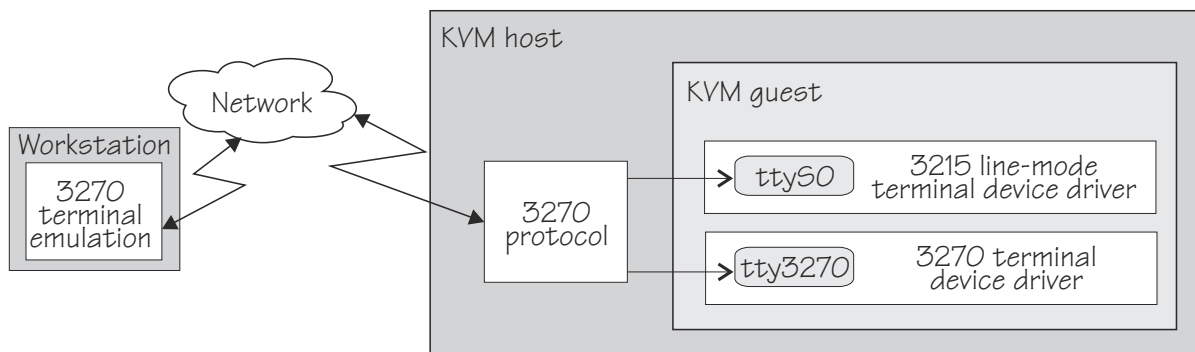 KVM host
KVM guest
Network
Workstation
3270
terminal
emulation
3270
protocol
ttyS0
3215 line-mode
terminal device driver
tty3270
3270 terminal
device driver